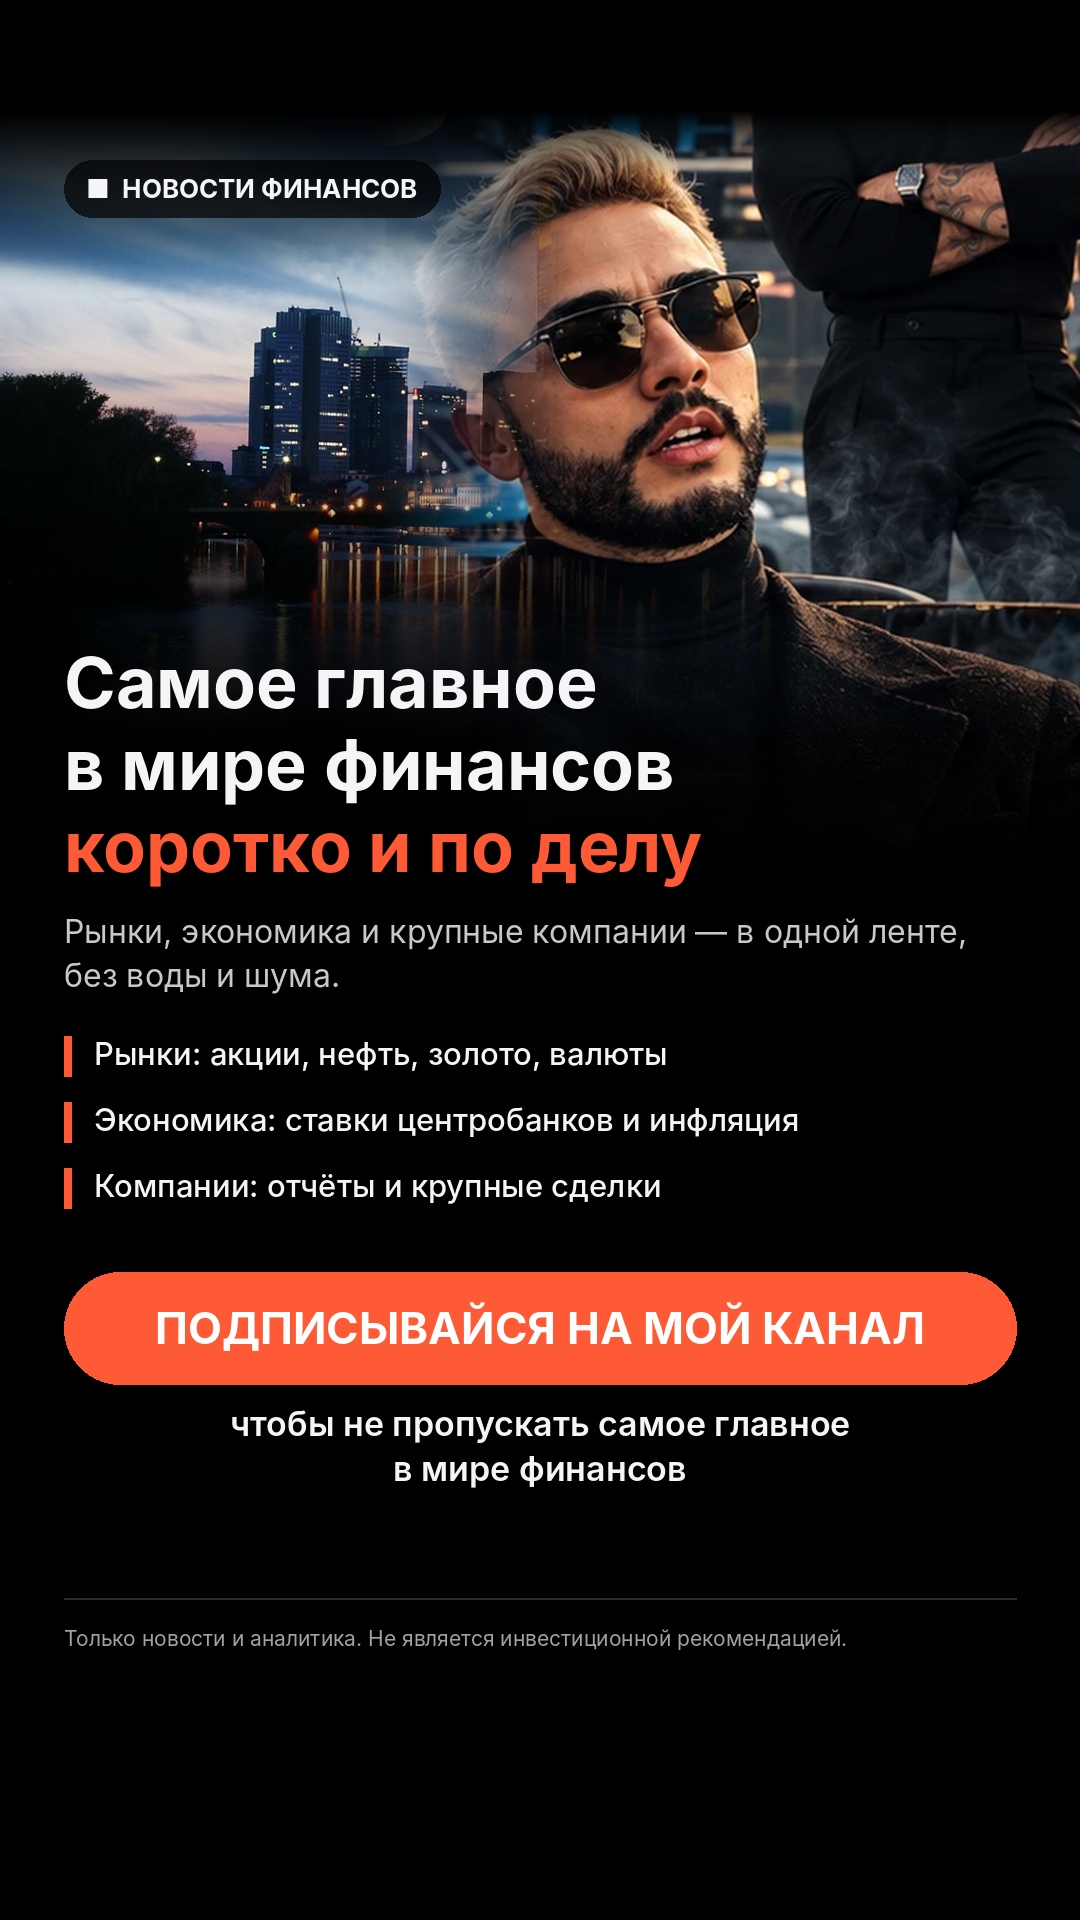 НОВОСТИ ФИНАНСОВ
Самое главное
в мире финансов
коротко и по делу
Рынки, экономика и крупные компании — в одной ленте,
без воды и шума.
Рынки: акции, нефть, золото, валюты
Экономика: ставки центробанков и инфляция
Компании: отчёты и крупные сделки
ПОДПИСЫВАЙСЯ НА МОЙ КАНАЛ
чтобы не пропускать самое главное
в мире финансов
Только новости и аналитика. Не является инвестиционной рекомендацией.